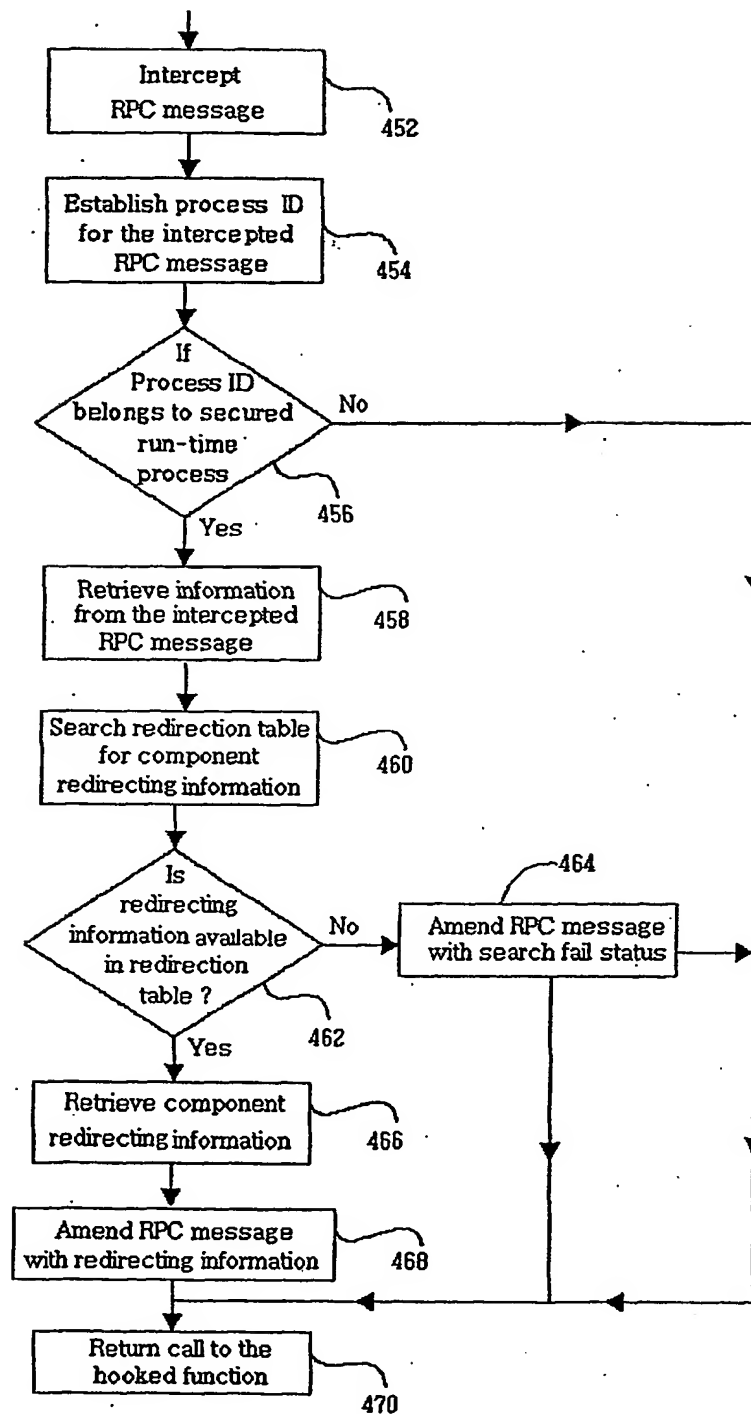 Intercept
RPC message
452
Establish process ID
for the intercepted
RPC message
454
If
Process ID
belongs to secured
run-time
process
No
456
Yes
Retrieve information
from the intercepted
RPC message
458
Search redirection table
for component
redirecting information
460
Is
redirecting
information available
in redirection
table ?
No
462
464
Amend RPC message
with search fail status
Yes
Retrieve component
redirecting information
466
Amend RPC message
with redirecting information
468
Return call to the
hooked function
470